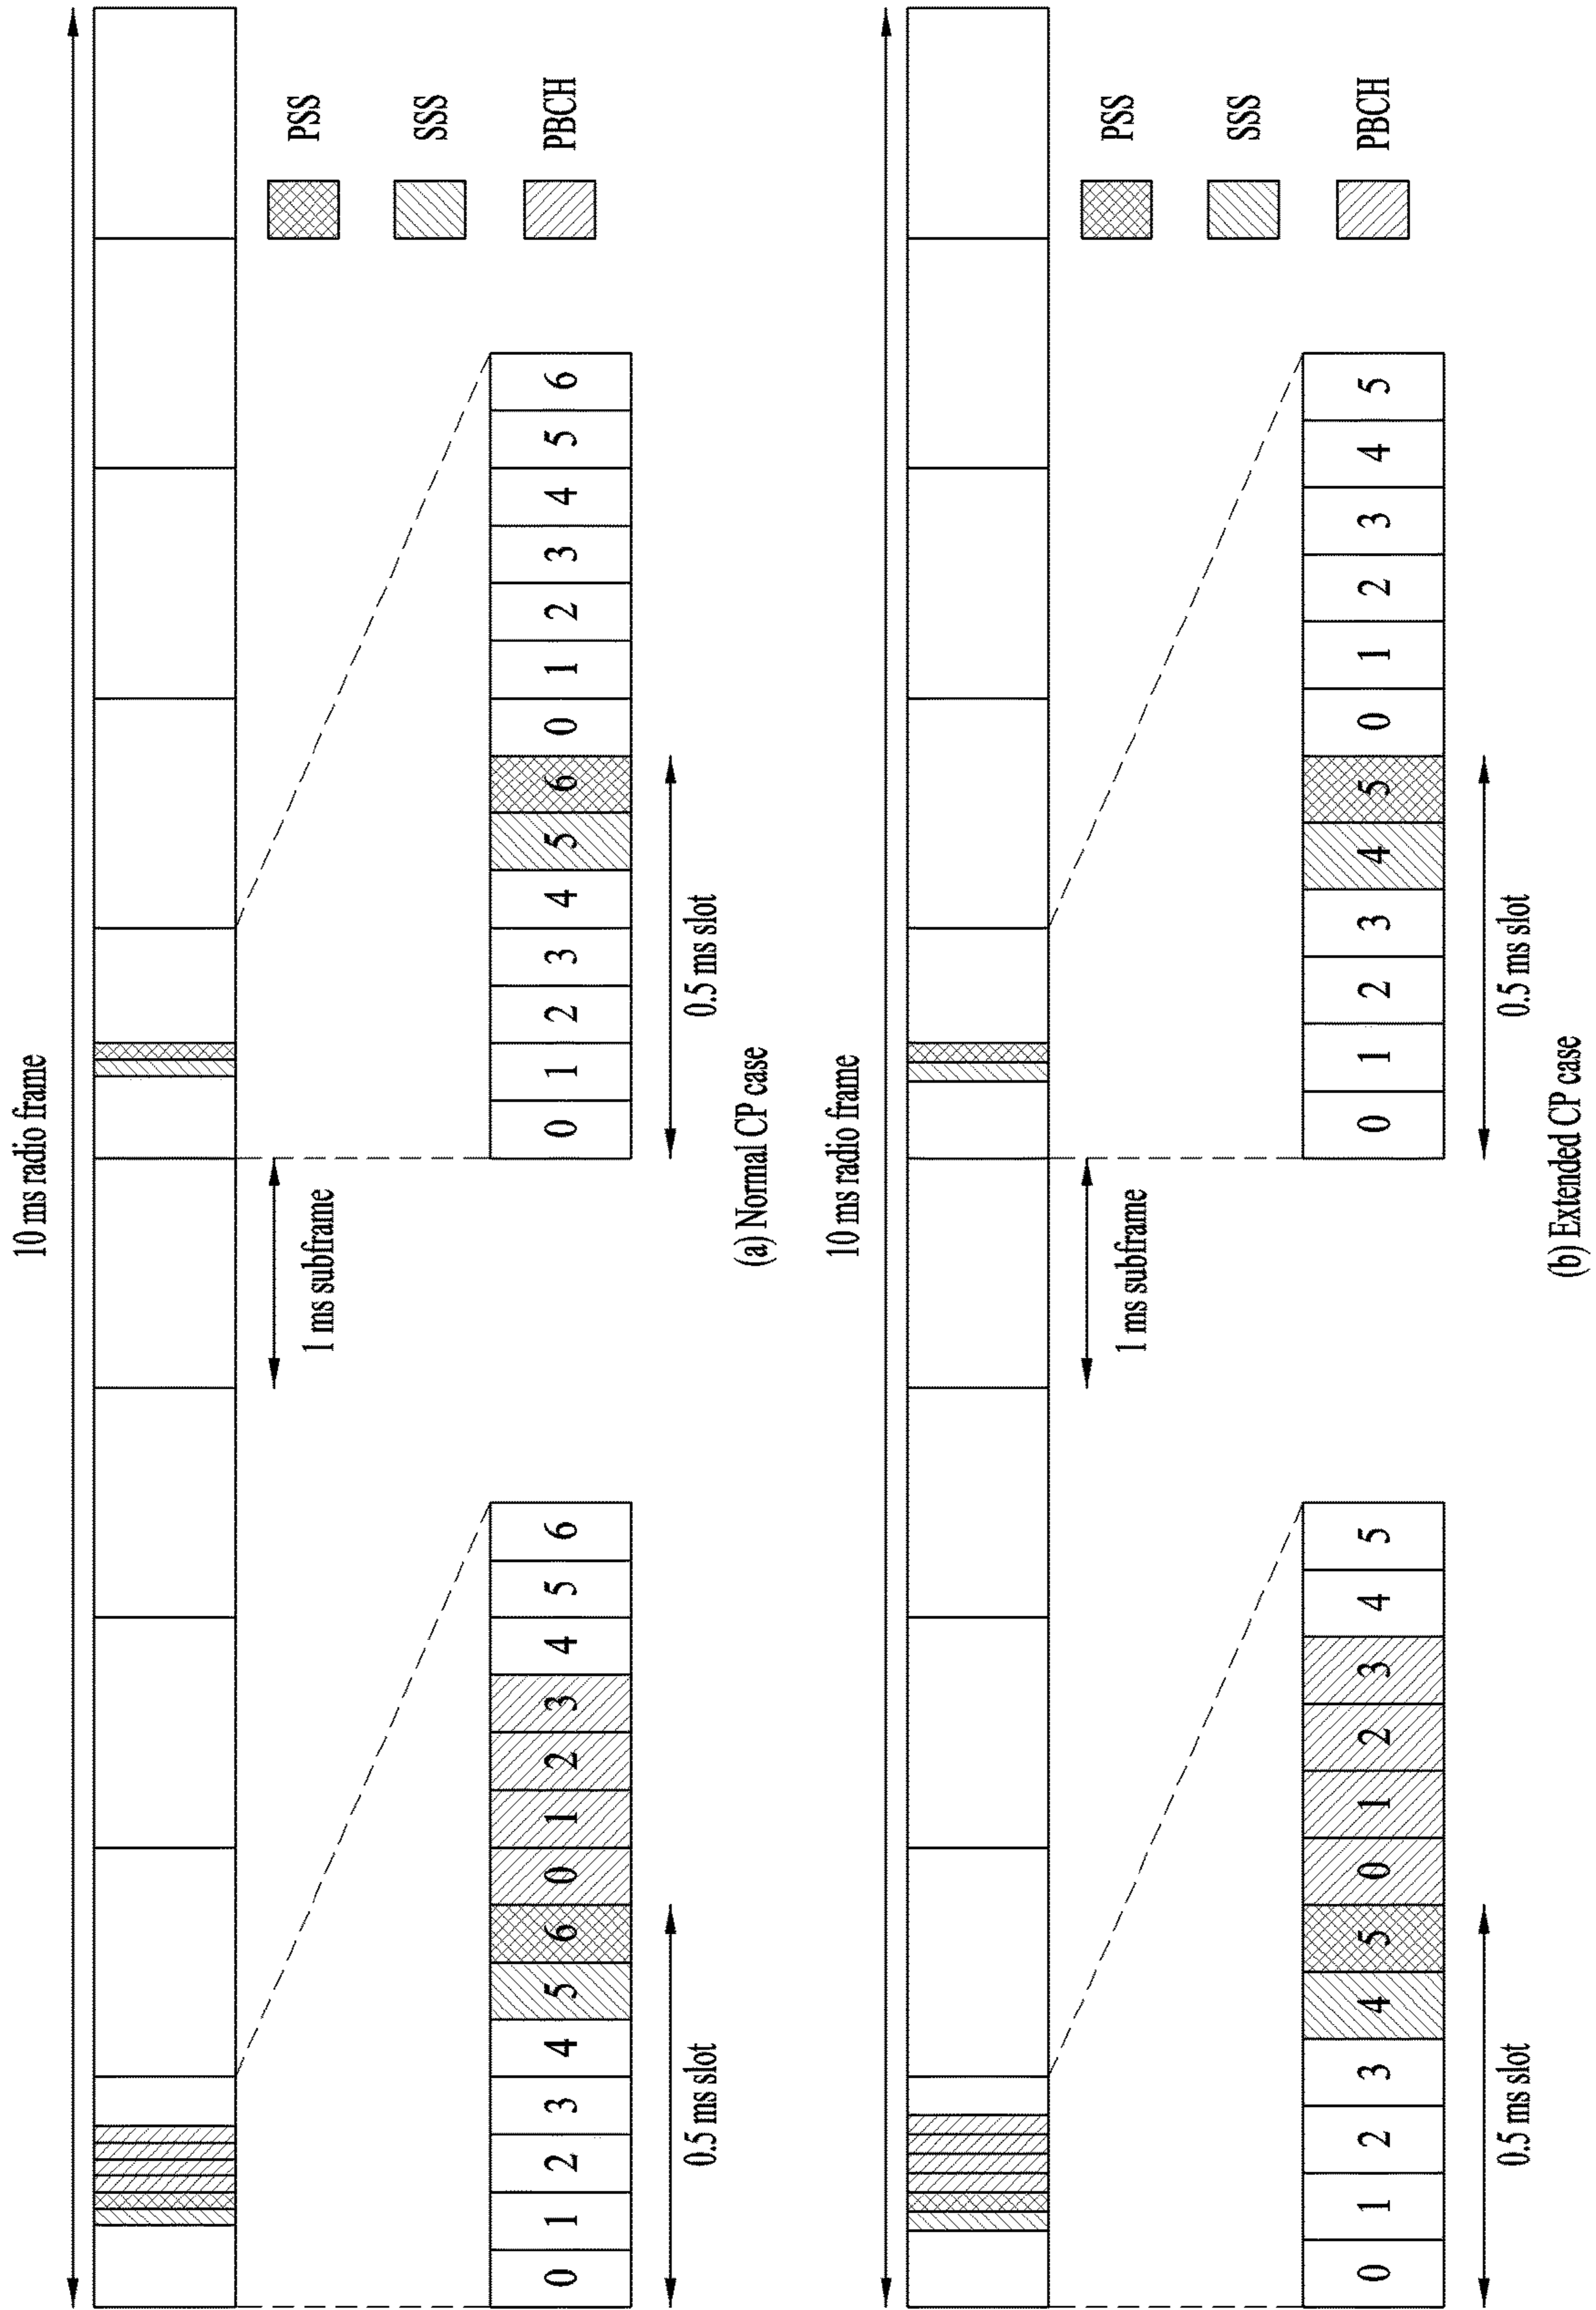 10 ms radio frame
PSS
SSS
PBCH
1 ms subframe
0 1 2 3 4 5 6 0 1 2 3 4 5 6
0 1 2 3 4 5 6 0 1 2 3 4 5 6
0.5 ms slot
0.5 ms slot
(a) Normal CP case
10 ms radio frame
PSS
SSS
PBCH
1 ms subframe
0 1 2 3 4 5 0 1 2 3 4 5
0 1 2 3 4 5 0 1 2 3 4 5
0.5 ms slot
0.5 ms slot
(b) Extended CP case